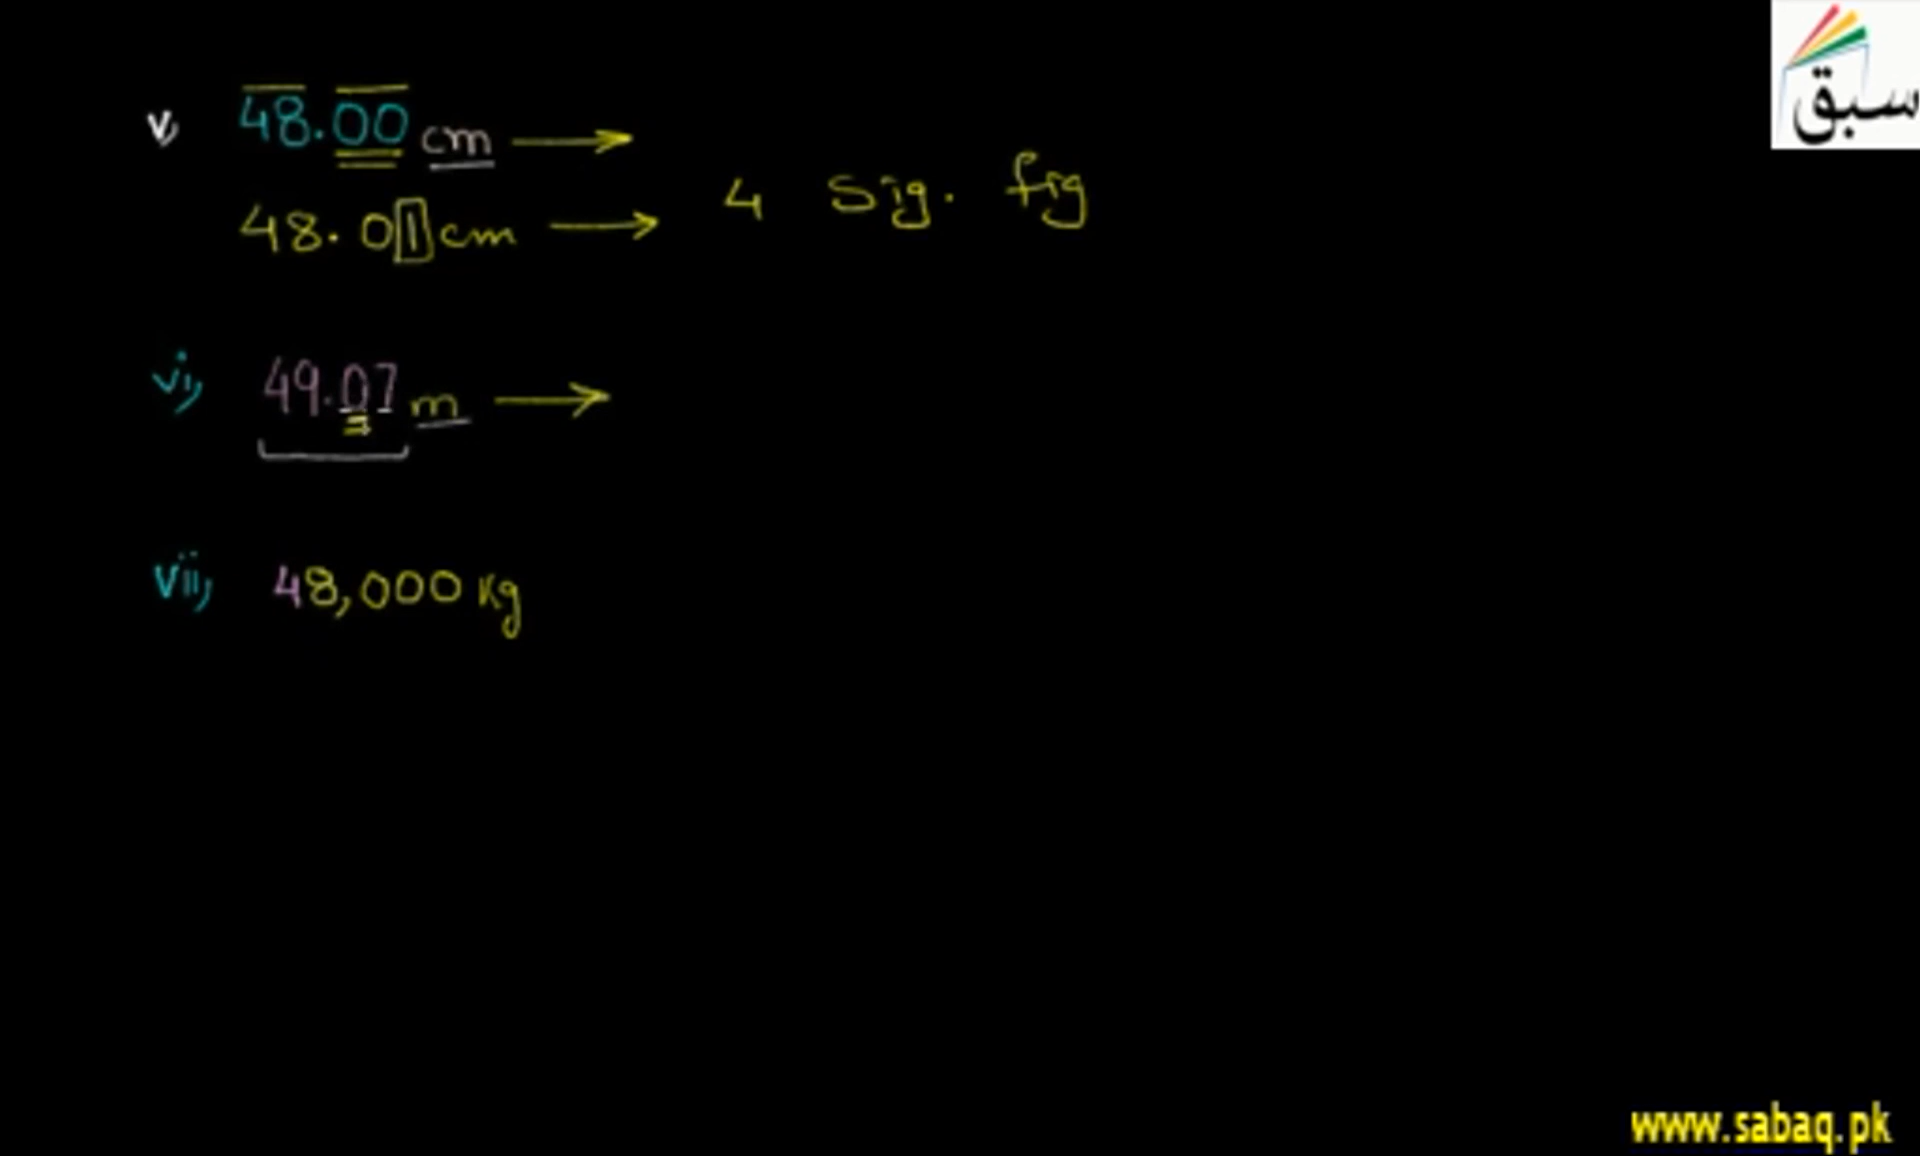 سبق
v, 48.00 cm →
48.01 cm → 4 Sig. fig
vi, 49.07 m →
vii, 48,000 kg
www.sabaq.pk